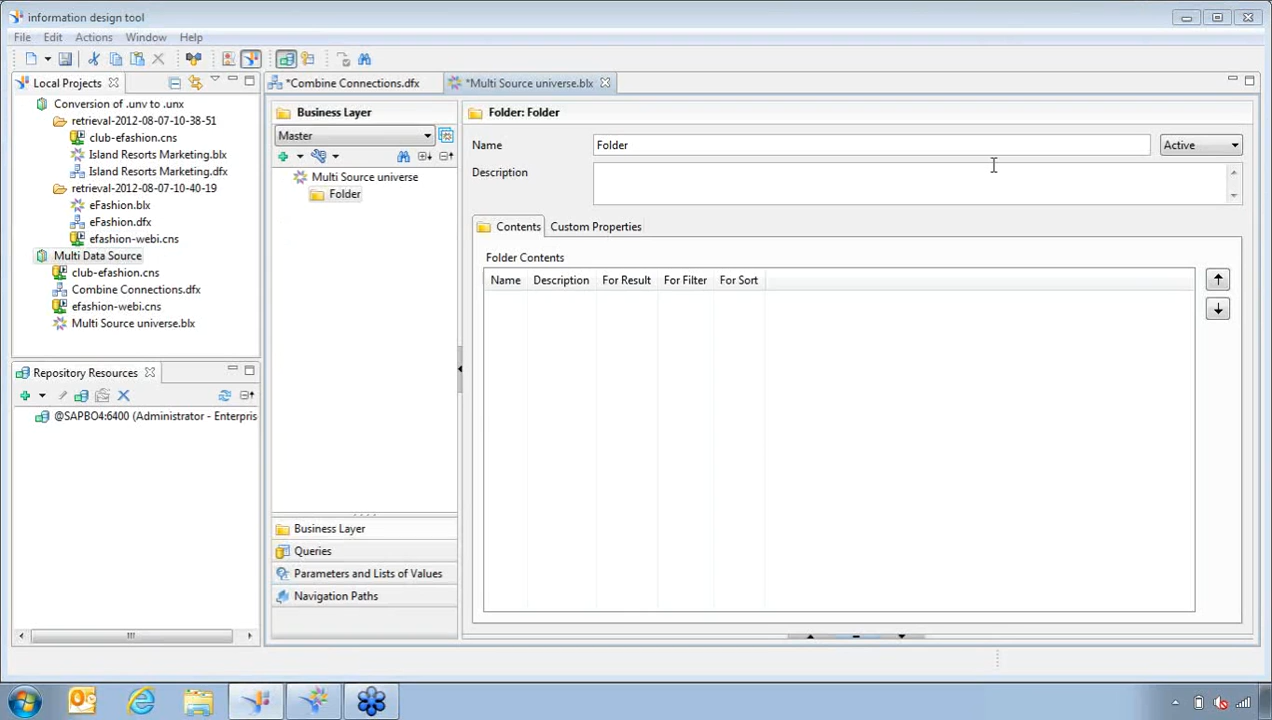 information design tool
File Edit Actions Window Help
Local Projects
*Combine Connections.dfx
*Multi Source universe.blx
Conversion of .unv to .unx
retrieval-2012-08-07-10-38-51
club-efashion.cns
Island Resorts Marketing.blx
Island Resorts Marketing.dfx
retrieval-2012-08-07-10-40-19
eFashion.blx
eFashion.dfx
efashion-webi.cns
Multi Data Source
club-efashion.cns
Combine Connections.dfx
efashion-webi.cns
Multi Source universe.blx
Repository Resources
@SAPBO4:6400 (Administrator - Enterpris
Business Layer
Master
Multi Source universe
Folder
Business Layer
Queries
Parameters and Lists of Values
Navigation Paths
Folder: Folder
Name Folder Active
Description
Contents Custom Properties
Folder Contents
Name Description For Result For Filter For Sort